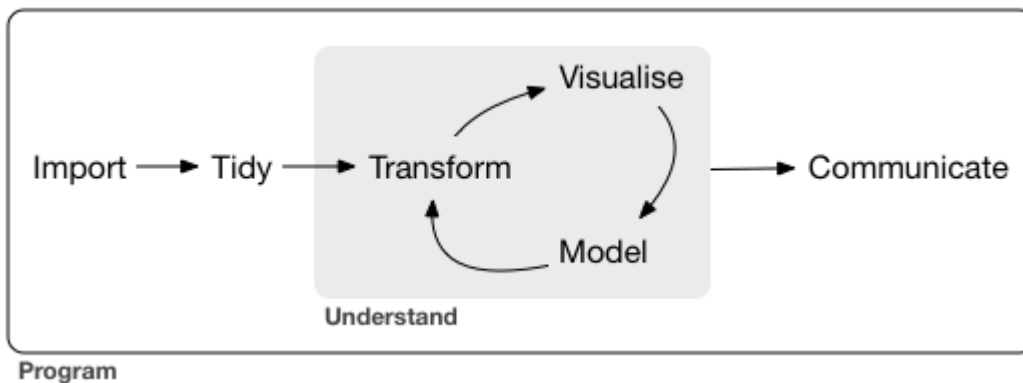 Visualise
Import
Tidy
Transform
Communicate
Model
Understand
Program